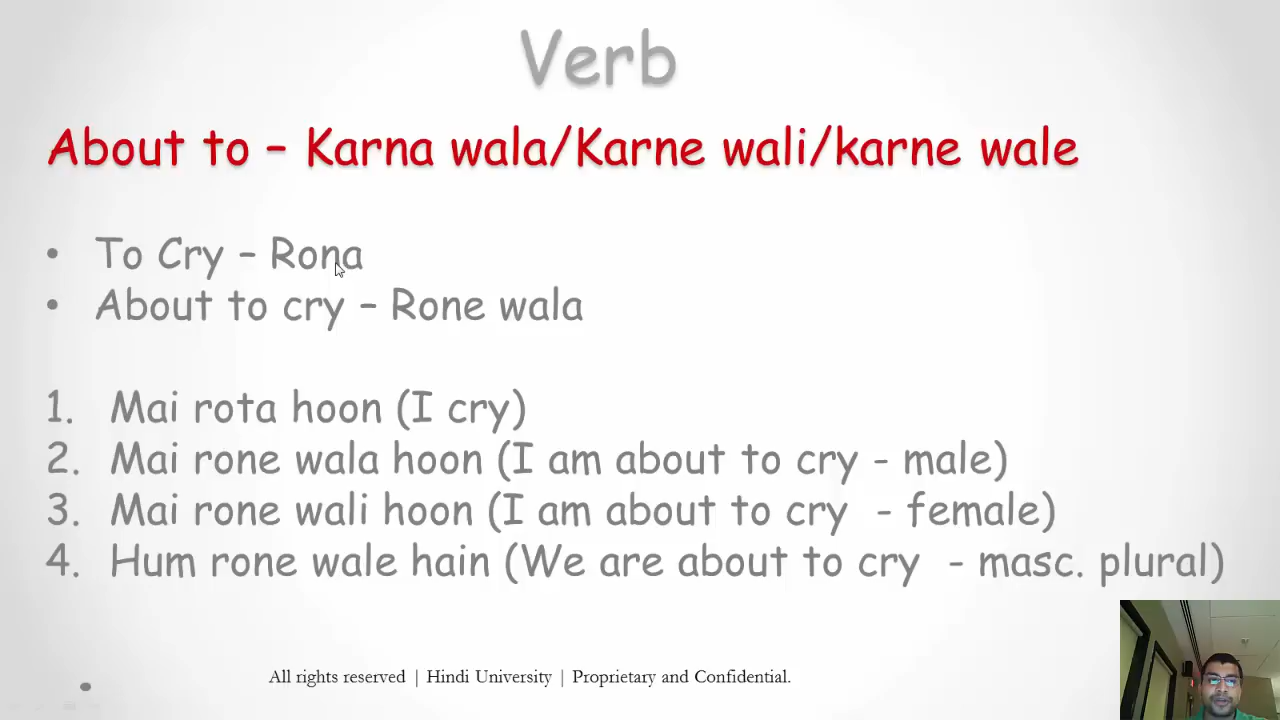 Verb
About to – Karna wala/Karne wali/karne wale
• To Cry – Rona
• About to cry – Rone wala
1. Mai rota hoon (I cry)
2. Mai rone wala hoon (I am about to cry - male)
3. Mai rone wali hoon (I am about to cry - female)
4. Hum rone wale hain (We are about to cry - masc. plural)
All rights reserved | Hindi University | Proprietary and Confidential.